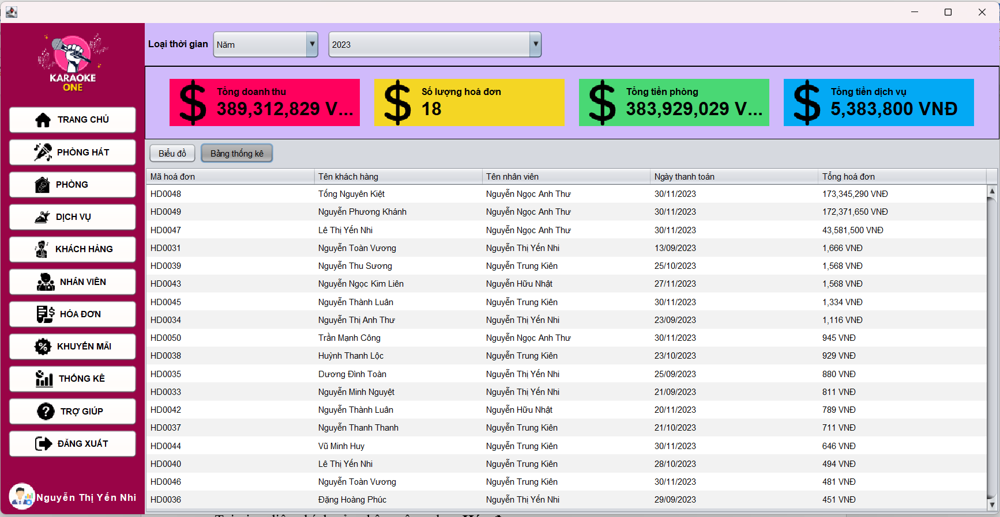 KARAOKE
ONE
TRANG CHỦ
PHÒNG HÁT
PHÒNG
DỊCH VỤ
KHÁCH HÀNG
NHÂN VIÊN
HÓA ĐƠN
KHUYẾN MÃI
THỐNG KÊ
TRỢ GIÚP
ĐĂNG XUẤT
Nguyễn Thị Yến Nhi
Loại thời gian Năm 2023
Tổng doanh thu
389,312,829 V...
Số lượng hoá đơn
18
Tổng tiền phòng
383,929,029 V...
Tổng tiền dịch vụ
5,383,800 VNĐ
Biểu đồ Bảng thống kê
Mã hoá đơn Tên khách hàng Tên nhân viên Ngày thanh toán Tổng hoá đơn
HD0048 Tống Nguyên Kiệt Nguyễn Ngọc Anh Thư 30/11/2023 173,345,290 VNĐ
HD0049 Nguyễn Phương Khánh Nguyễn Ngọc Anh Thư 30/11/2023 172,371,650 VNĐ
HD0047 Lê Thị Yến Nhi Nguyễn Ngọc Anh Thư 30/11/2023 43,581,500 VNĐ
HD0031 Nguyễn Toàn Vương Nguyễn Thị Yến Nhi 13/09/2023 1,666 VNĐ
HD0039 Nguyễn Thu Sương Nguyễn Trung Kiên 25/10/2023 1,568 VNĐ
HD0043 Nguyễn Ngọc Kim Liên Nguyễn Hữu Nhật 27/11/2023 1,568 VNĐ
HD0045 Nguyễn Thành Luân Nguyễn Trung Kiên 30/11/2023 1,334 VNĐ
HD0034 Nguyễn Thị Anh Thư Nguyễn Thị Yến Nhi 23/09/2023 1,116 VNĐ
HD0050 Trần Mạnh Công Nguyễn Ngọc Anh Thư 30/11/2023 945 VNĐ
HD0038 Huỳnh Thanh Lộc Nguyễn Trung Kiên 23/10/2023 929 VNĐ
HD0035 Dương Đình Toàn Nguyễn Thị Yến Nhi 25/09/2023 880 VNĐ
HD0033 Nguyễn Minh Nguyệt Nguyễn Thị Yến Nhi 21/09/2023 811 VNĐ
HD0042 Nguyễn Thành Luân Nguyễn Hữu Nhật 20/11/2023 789 VNĐ
HD0037 Nguyễn Thanh Thanh Nguyễn Trung Kiên 21/10/2023 711 VNĐ
HD0044 Vũ Minh Huy Nguyễn Trung Kiên 30/11/2023 646 VNĐ
HD0040 Lê Thị Yến Nhi Nguyễn Trung Kiên 28/10/2023 494 VNĐ
HD0046 Nguyễn Toàn Vương Nguyễn Trung Kiên 30/11/2023 481 VNĐ
HD0036 Đặng Hoàng Phúc Nguyễn Thị Yến Nhi 29/09/2023 451 VNĐ